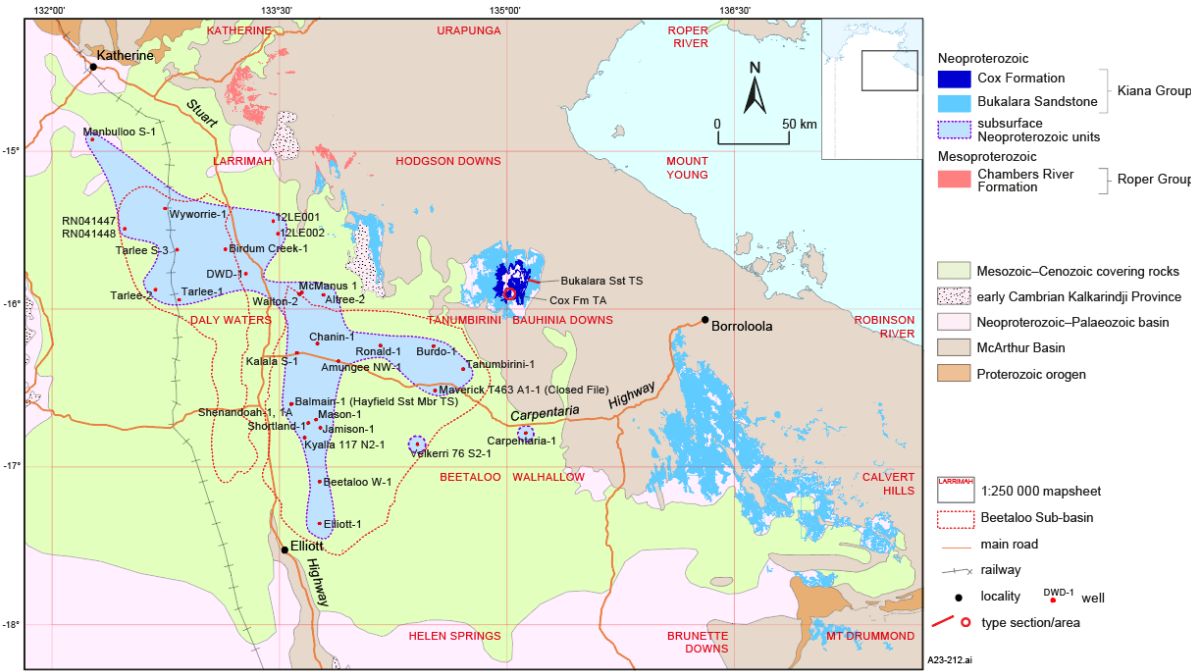 132°00'
133°30'
135°00'
136°30'
KATHERINE
URAPUNGA
ROPER
RIVER
Katherine
Stuart
N
0 50 km
Manbulloo S-1
-15°
LARRIMAH
HODGSON DOWNS
MOUNT
YOUNG
Wyworrie-1
12LE001
RN041447
RN041448
12LE002
Tarlee S-3
Birdum Creek-1
DWD-1
Bukalara Sst TS
McManus 1
Tarlee-2
Tarlee-1
Walton-2
Altree-2
Cox Fm TA
-16°
DALY WATERS
TANUMBIRINI
BAUHINIA DOWNS
Borroloola
ROBINSON
RIVER
Chanin-1
Ronald-1
Burdo-1
Kalala S-1
Amungee NW-1
Tanumbirini-1
Maverick T463 A1-1 (Closed File)
Balmain-1 (Hayfield Sst Mbr TS)
Carpentaria
Highway
Shenandoah-1, 1A
Mason-1
Shortland-1
Jamison-1
Kyalla 117 N2-1
Velkerri 76 S2-1
Carpentaria-1
-17°
BEETALOO
WALHALLOW
CALVERT
HILLS
Beetaloo W-1
Elliott-1
Elliott
Highway
-18°
HELEN SPRINGS
BRUNETTE
DOWNS
MT DRUMMOND
Neoproterozoic
Cox Formation
Bukalara Sandstone
Kiana Group
subsurface
Neoproterozoic units
Mesoproterozoic
Chambers River
Formation
Roper Group
Mesozoic–Cenozoic covering rocks
early Cambrian Kalkarindji Province
Neoproterozoic–Palaeozoic basin
McArthur Basin
Proterozoic orogen
LARRIMAH
1:250 000 mapsheet
Beetaloo Sub-basin
main road
railway
locality
DWD-1
well
type section/area
A23-212.ai